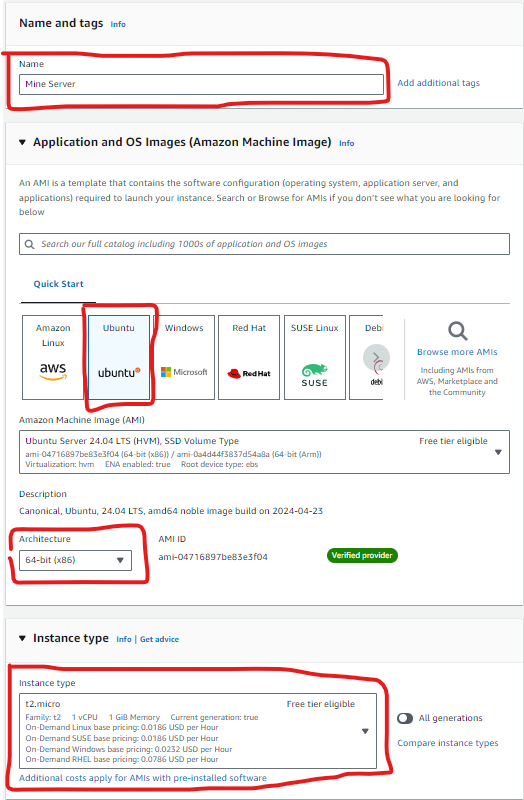 Name and tags Info
Name
Mine Server
Add additional tags
Application and OS Images (Amazon Machine Image) Info
An AMI is a template that contains the software configuration (operating system, application server, and
applications) required to launch your instance. Search or Browse for AMIs if you don't see what you are looking for
below
Search our full catalog including 1000s of application and OS images
Quick Start
Amazon
Linux
aws
Ubuntu
ubuntu
Windows
Microsoft
Red Hat
Red Hat
SUSE Linux
SUSE
Debi
debi
Browse more AMIs
Including AMIs from
AWS, Marketplace and
the Community
Amazon Machine Image (AMI)
Ubuntu Server 24.04 LTS (HVM), SSD Volume Type Free tier eligible
ami-04716897be83e3f04 (64-bit (x86)) / ami-0a4d44f3837d54a8a (64-bit (Arm))
Virtualization: hvm ENA enabled: true Root device type: ebs
Description
Canonical, Ubuntu, 24.04 LTS, amd64 noble image build on 2024-04-23
Architecture
64-bit (x86)
AMI ID
ami-04716897be83e3f04
Verified provider
Instance type Info | Get advice
Instance type
t2.micro Free tier eligible
Family: t2 1 vCPU 1 GiB Memory Current generation: true
On-Demand Linux base pricing: 0.0186 USD per Hour
On-Demand SUSE base pricing: 0.0186 USD per Hour
On-Demand Windows base pricing: 0.0232 USD per Hour
On-Demand RHEL base pricing: 0.0786 USD per Hour
All generations
Compare instance types
Additional costs apply for AMIs with pre-installed software